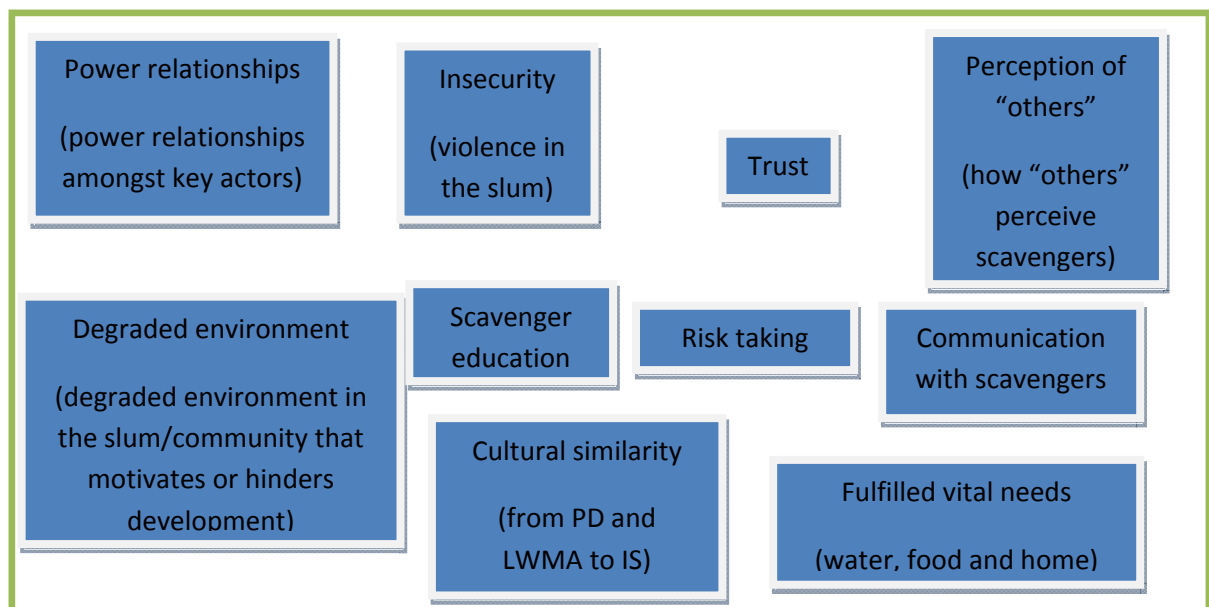 Power relationships
(power relationships
amongst key actors)
Insecurity
(violence in
the slum)
Trust
Perception of
“others”
(how “others”
perceive
scavengers)
Degraded environment
(degraded environment in
the slum/community that
motivates or hinders
development)
Scavenger
education
Risk taking
Communication
with scavengers
Cultural similarity
(from PD and
LWMA to IS)
Fulfilled vital needs
(water, food and home)